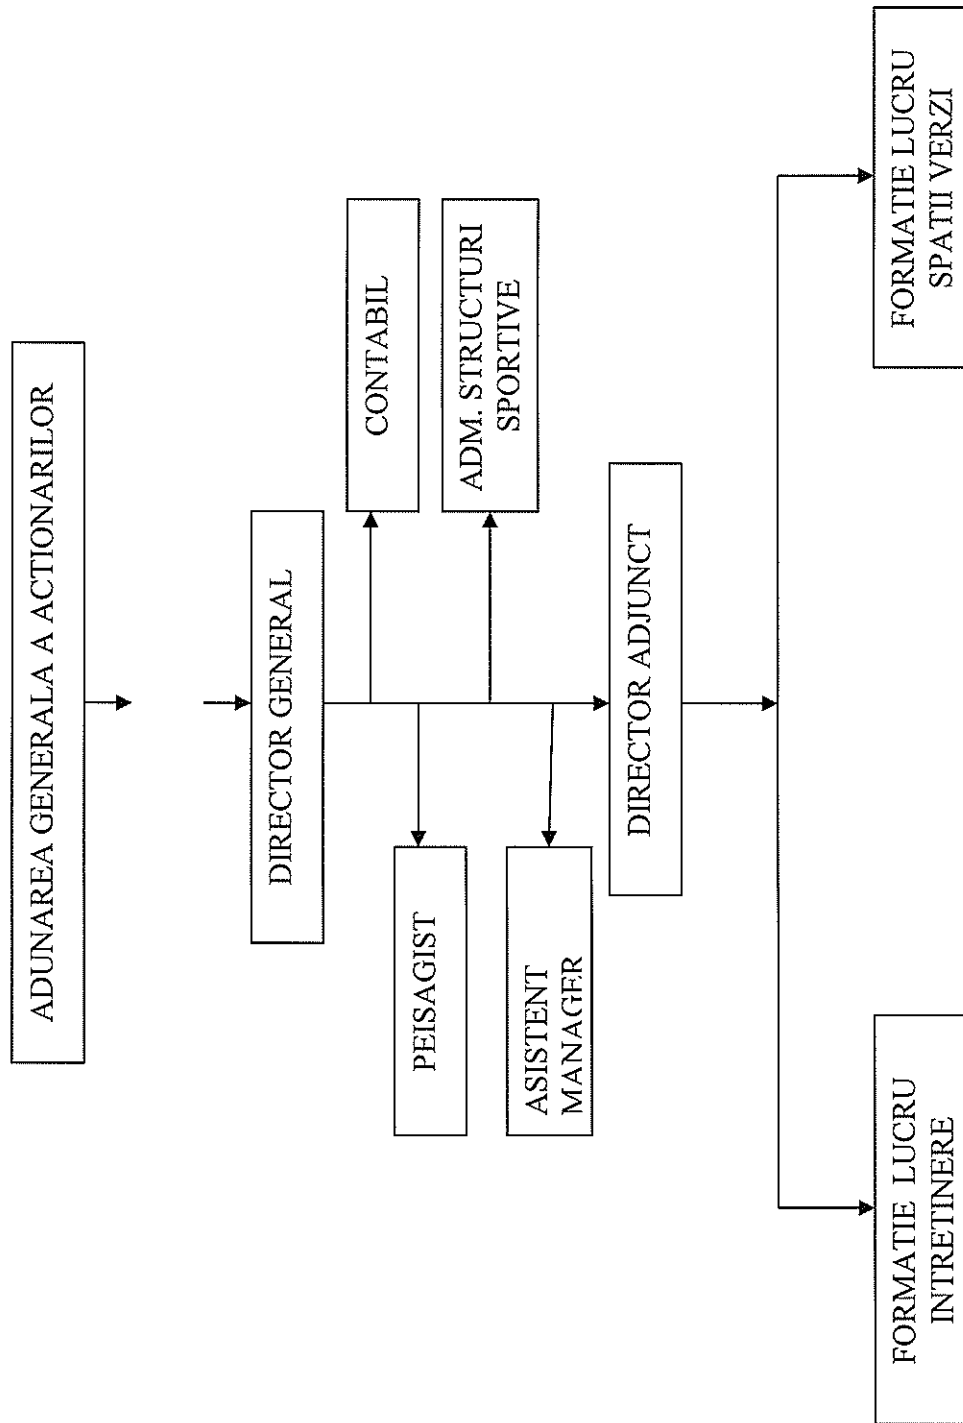 ADUNAREA GENERALA A ACTIONARILOR
DIRECTOR GENERAL
CONTABIL
PEISAGIST
ADM. STRUCTURI
SPORTIVE
ASISTENT
MANAGER
DIRECTOR ADJUNCT
FORMATIE LUCRU
INTRETINERE
FORMATIE LUCRU
SPATII VERZI